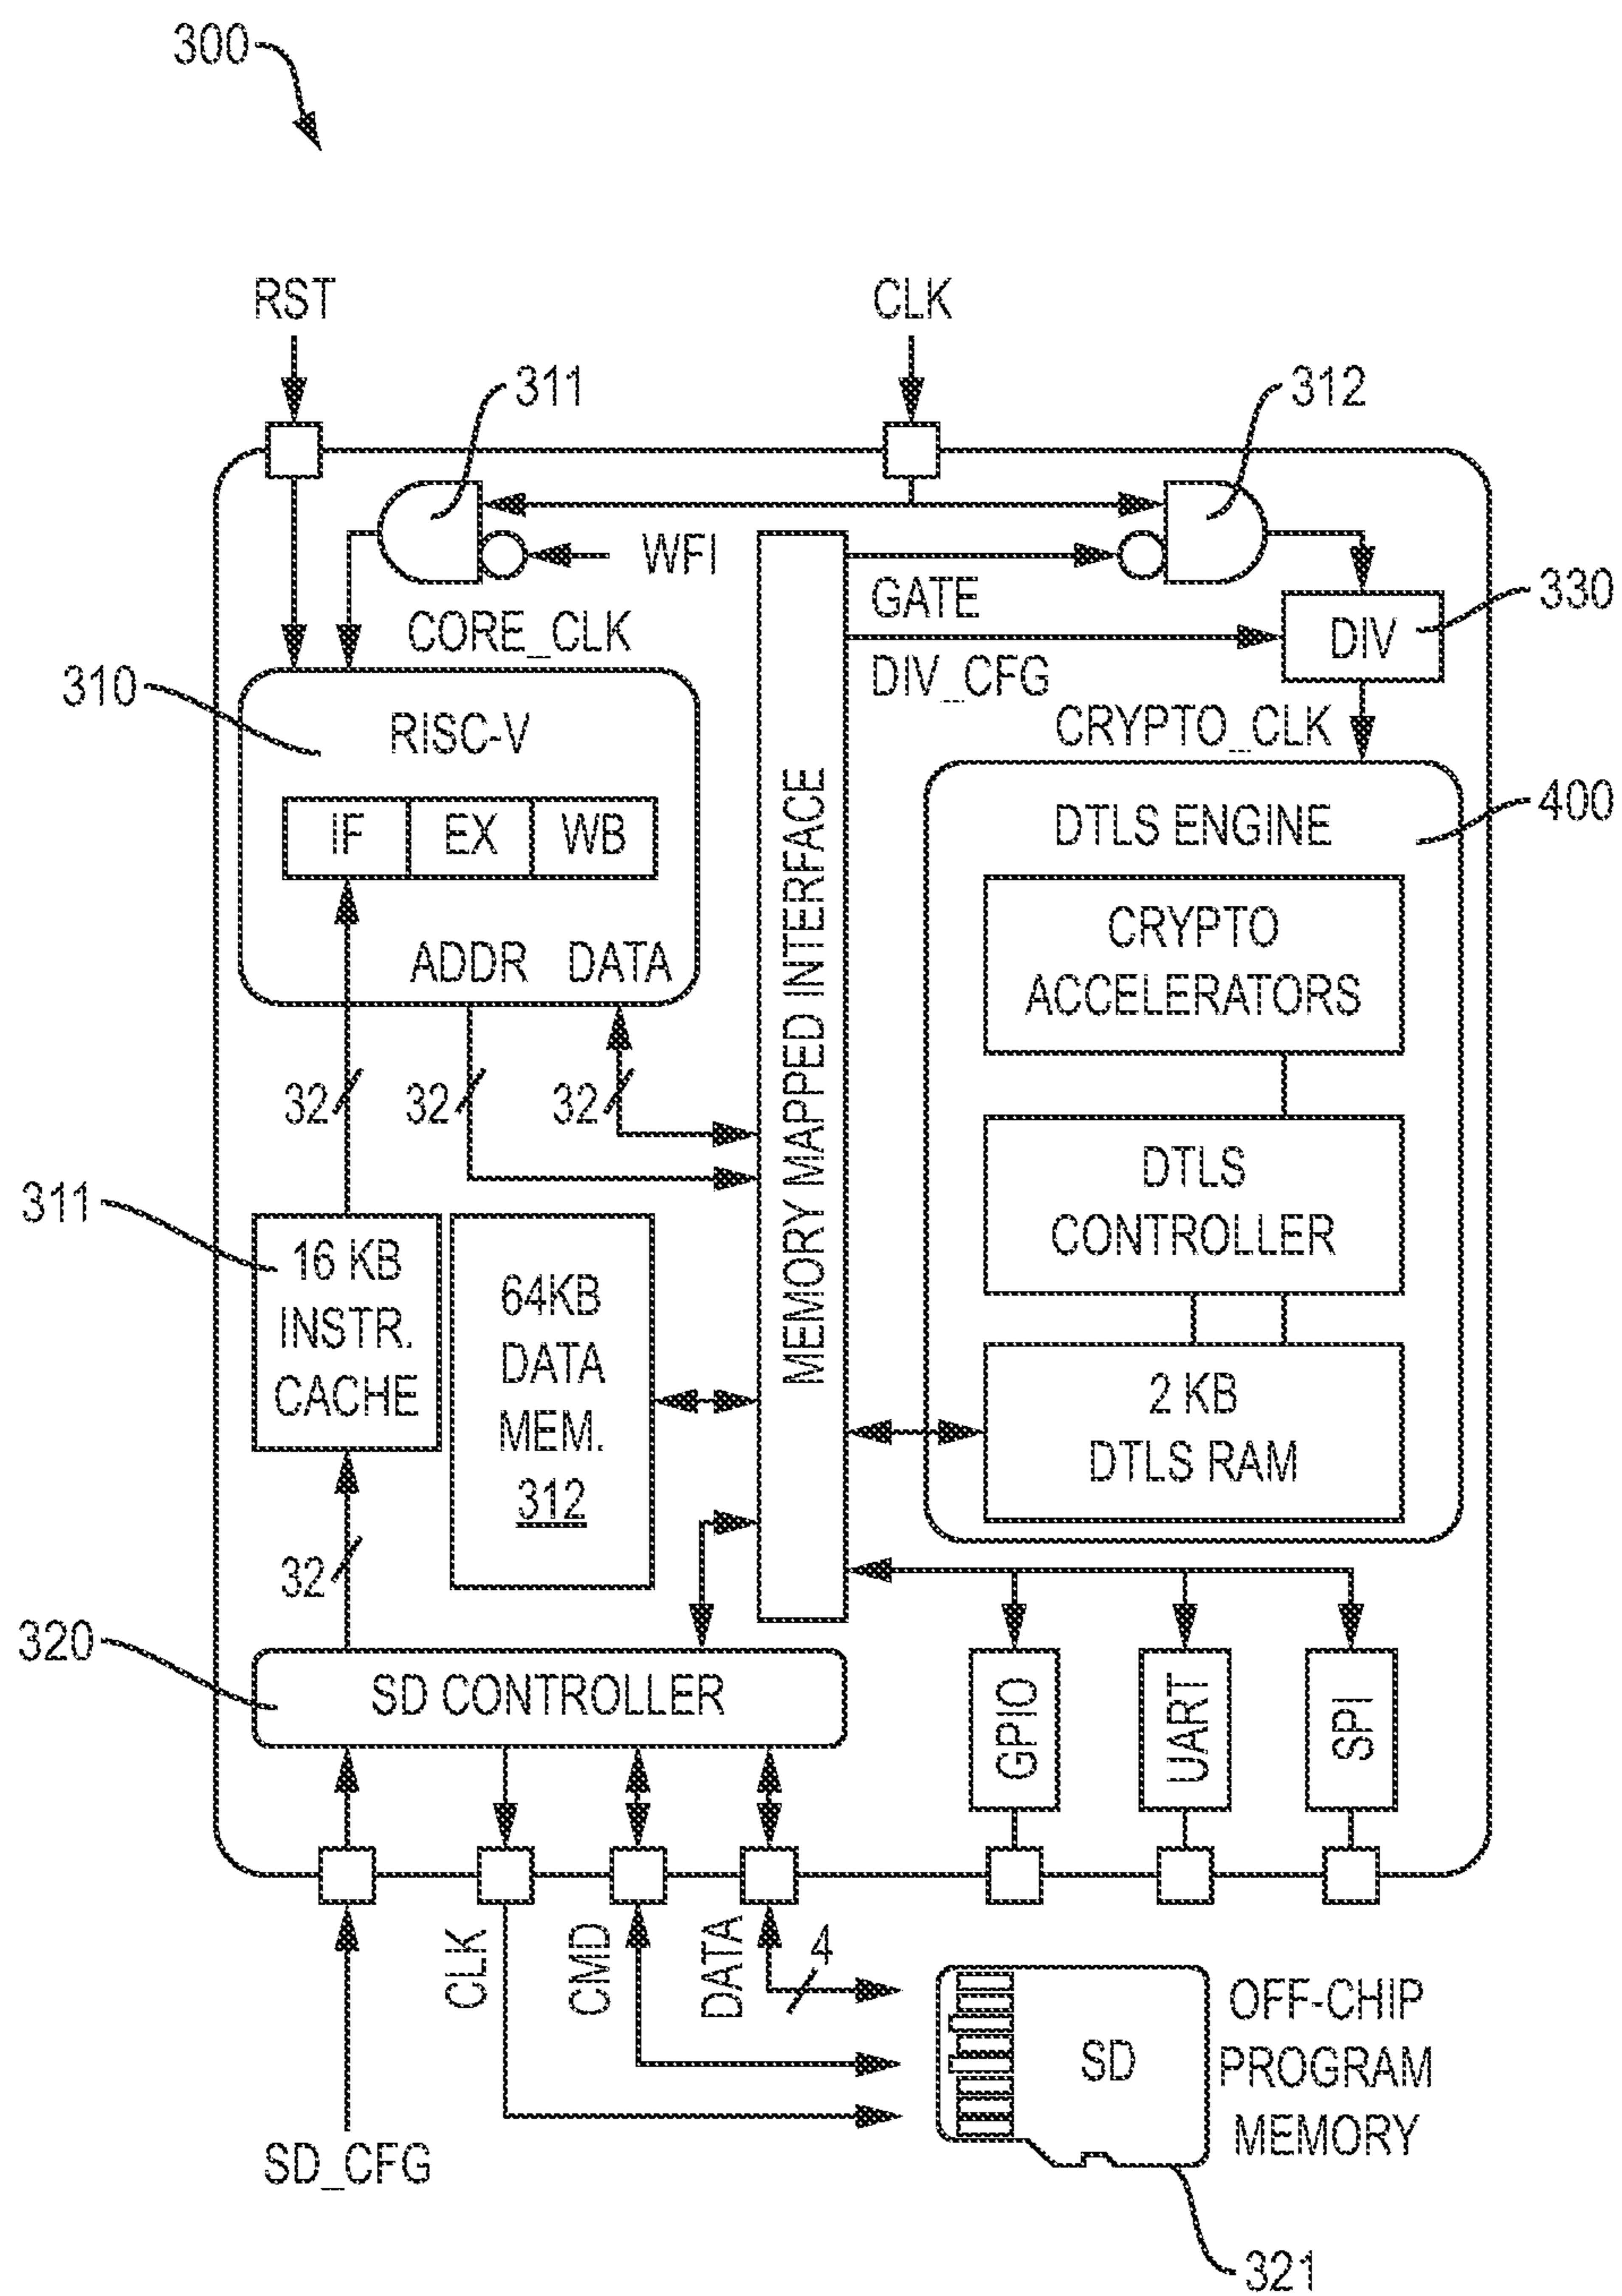 300
RST
CLK
311
312
WFI
GATE
330
DIV
CORE_CLK
DIV_CFG
310
RISC-V
CRYPTO_CLK
IF EX WB
MEMORY MAPPED INTERFACE
400
DTLS ENGINE
CRYPTO
ACCELERATORS
ADDR DATA
32 32 32
DTLS
CONTROLLER
311
16 KB
INSTR.
CACHE
64KB
DATA
MEM.
312
2 KB
DTLS RAM
32
320
SD CONTROLLER
GPIO
UART
SPI
CLK
CMD
DATA
4
SD
OFF-CHIP
PROGRAM
MEMORY
SD_CFG
321